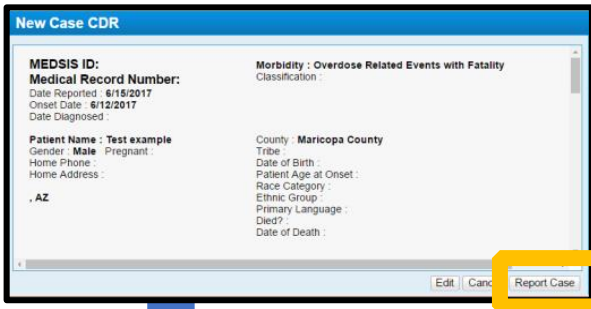 New Case CDR
MEDSIS ID:
Medical Record Number:
Date Reported : 6/15/2017
Onset Date : 6/12/2017
Date Diagnosed :
Morbidity : Overdose Related Events with Fatality
Classification :
Patient Name : Test example
Gender : Male Pregnant :
Home Phone :
Home Address :
, AZ
County : Maricopa County
Tribe :
Date of Birth :
Patient Age at Onset :
Race Category :
Ethnic Group :
Primary Language :
Died? :
Date of Death :
Edit Canc Report Case